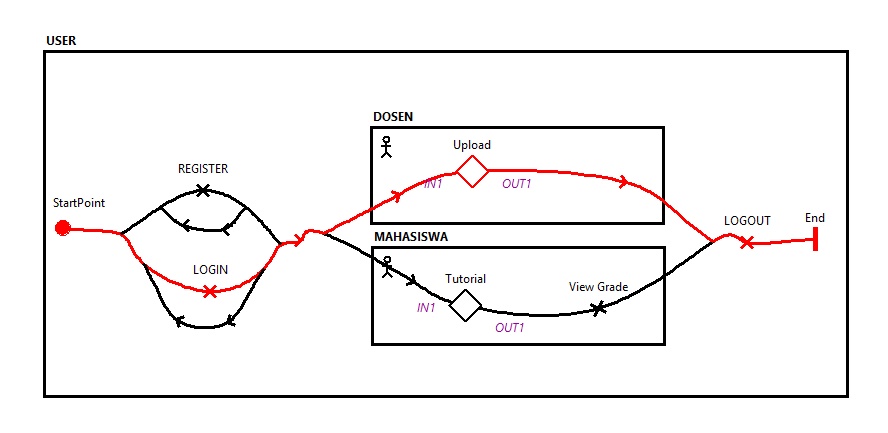 USER
DOSEN
Upload
IN1
OUT1
REGISTER
StartPoint
LOGIN
MAHASISWA
Tutorial
View Grade
IN1
OUT1
LOGOUT
End